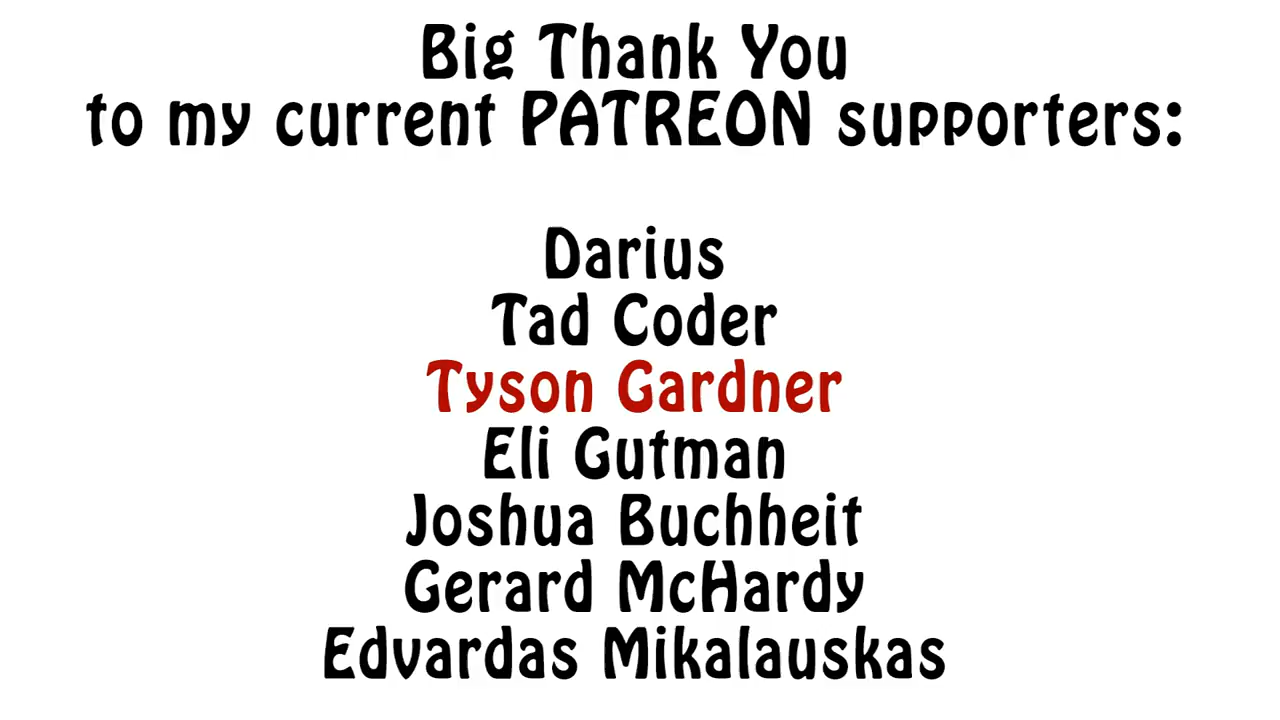 Big Thank You
to my current PATREON supporters:
Darius
Tad Coder
Tyson Gardner
Eli Gutman
Joshua Buchheit
Gerard McHardy
Edvardas Mikalauskas